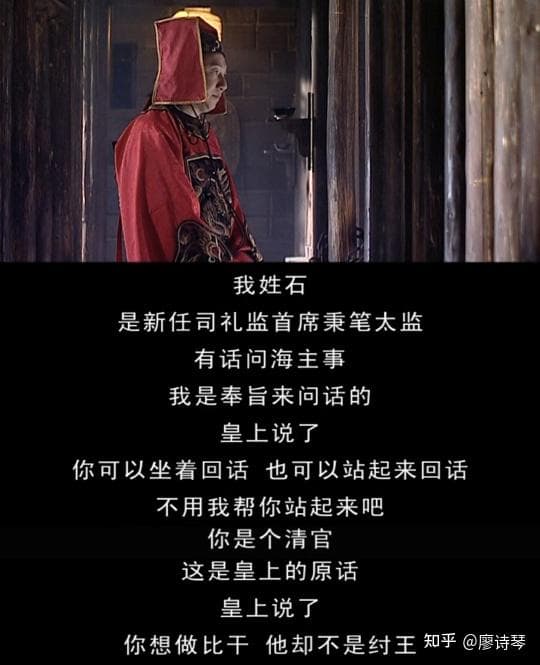 我姓石
是新任司礼监首席秉笔太监
有话问海主事
我是奉旨来问话的
皇上说了
你可以坐着回话 也可以站起来回话
不用我帮你站起来吧
你是个清官
这是皇上的原话
皇上说了
你想做比干 他却不是纣王
知乎 @廖诗琴